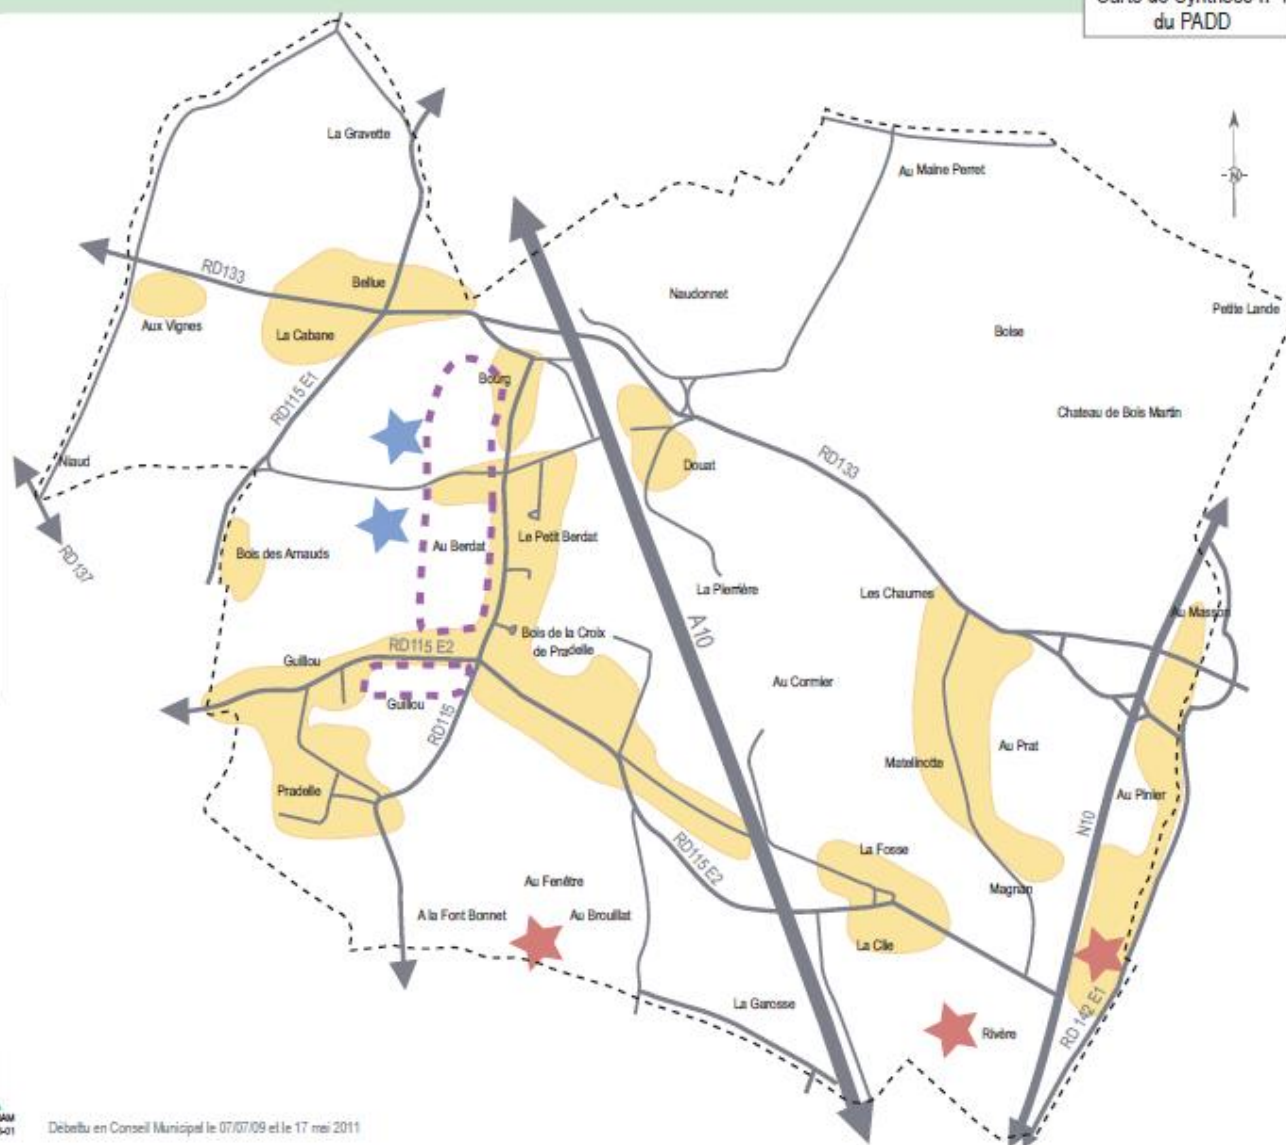 du PADD
La Gravette
Au Maine Perret
N
RD133
Bellue
Naudonnet
Petite Lande
Aux Vignes
La Cabane
Boise
RD115 E1
Bourg
Chateau de Bois Martin
Niaud
Douat
RD133
Le Petit Berdat
Au Berdat
Bois des Arnauds
RD137
La Pierrière
Les Chaumes
Au Masson
A10
Bois de la Croix
de Pradelle
RD115 E2
Guillou
Au Cormier
Guillou
RD115
Au Prat
Matelinotte
Pradelle
Au Pinier
N10
La Fosse
RD115 E2
Au Fenêtre
Magnan
A la Font Bonnet
Au Brouillat
La Clie
La Garosse
RD 142 E1
Rivère
Débattu en Conseil Municipal le 07/07/09 et le 17 mai 2011